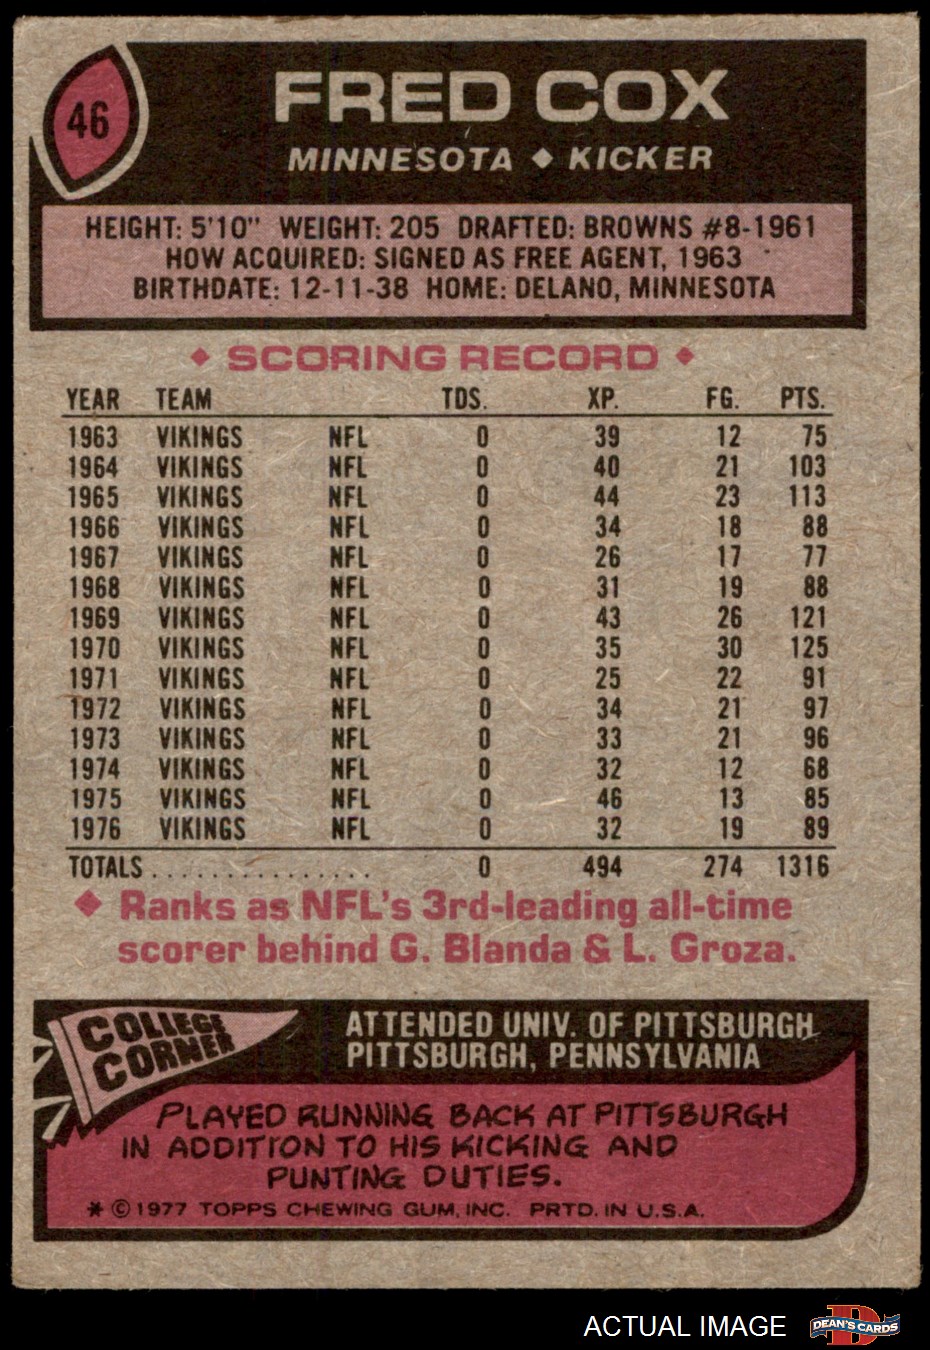 46
FRED COX
MINNESOTA ◆ KICKER
HEIGHT: 5'10" WEIGHT: 205 DRAFTED: BROWNS #8-1961
HOW ACQUIRED: SIGNED AS FREE AGENT, 1963
BIRTHDATE: 12-11-38 HOME: DELANO, MINNESOTA
◆ SCORING RECORD ◆
YEAR TEAM TDS. XP. FG. PTS.
1963 VIKINGS NFL 0 39 12 75
1964 VIKINGS NFL 0 40 21 103
1965 VIKINGS NFL 0 44 23 113
1966 VIKINGS NFL 0 34 18 88
1967 VIKINGS NFL 0 26 17 77
1968 VIKINGS NFL 0 31 19 88
1969 VIKINGS NFL 0 43 26 121
1970 VIKINGS NFL 0 35 30 125
1971 VIKINGS NFL 0 25 22 91
1972 VIKINGS NFL 0 34 21 97
1973 VIKINGS NFL 0 33 21 96
1974 VIKINGS NFL 0 32 12 68
1975 VIKINGS NFL 0 46 13 85
1976 VIKINGS NFL 0 32 19 89
TOTALS............... 0 494 274 1316
◆ Ranks as NFL's 3rd-leading all-time
scorer behind G. Blanda & L. Groza.
COLLEGE
CORNER
ATTENDED UNIV. OF PITTSBURGH
PITTSBURGH, PENNSYLVANIA
PLAYED RUNNING BACK AT PITTSBURGH
IN ADDITION TO HIS KICKING AND
PUNTING DUTIES.
* © 1977 TOPPS CHEWING GUM, INC. PRTD. IN U.S.A.
ACTUAL IMAGE
D
DEAN'S CARDS